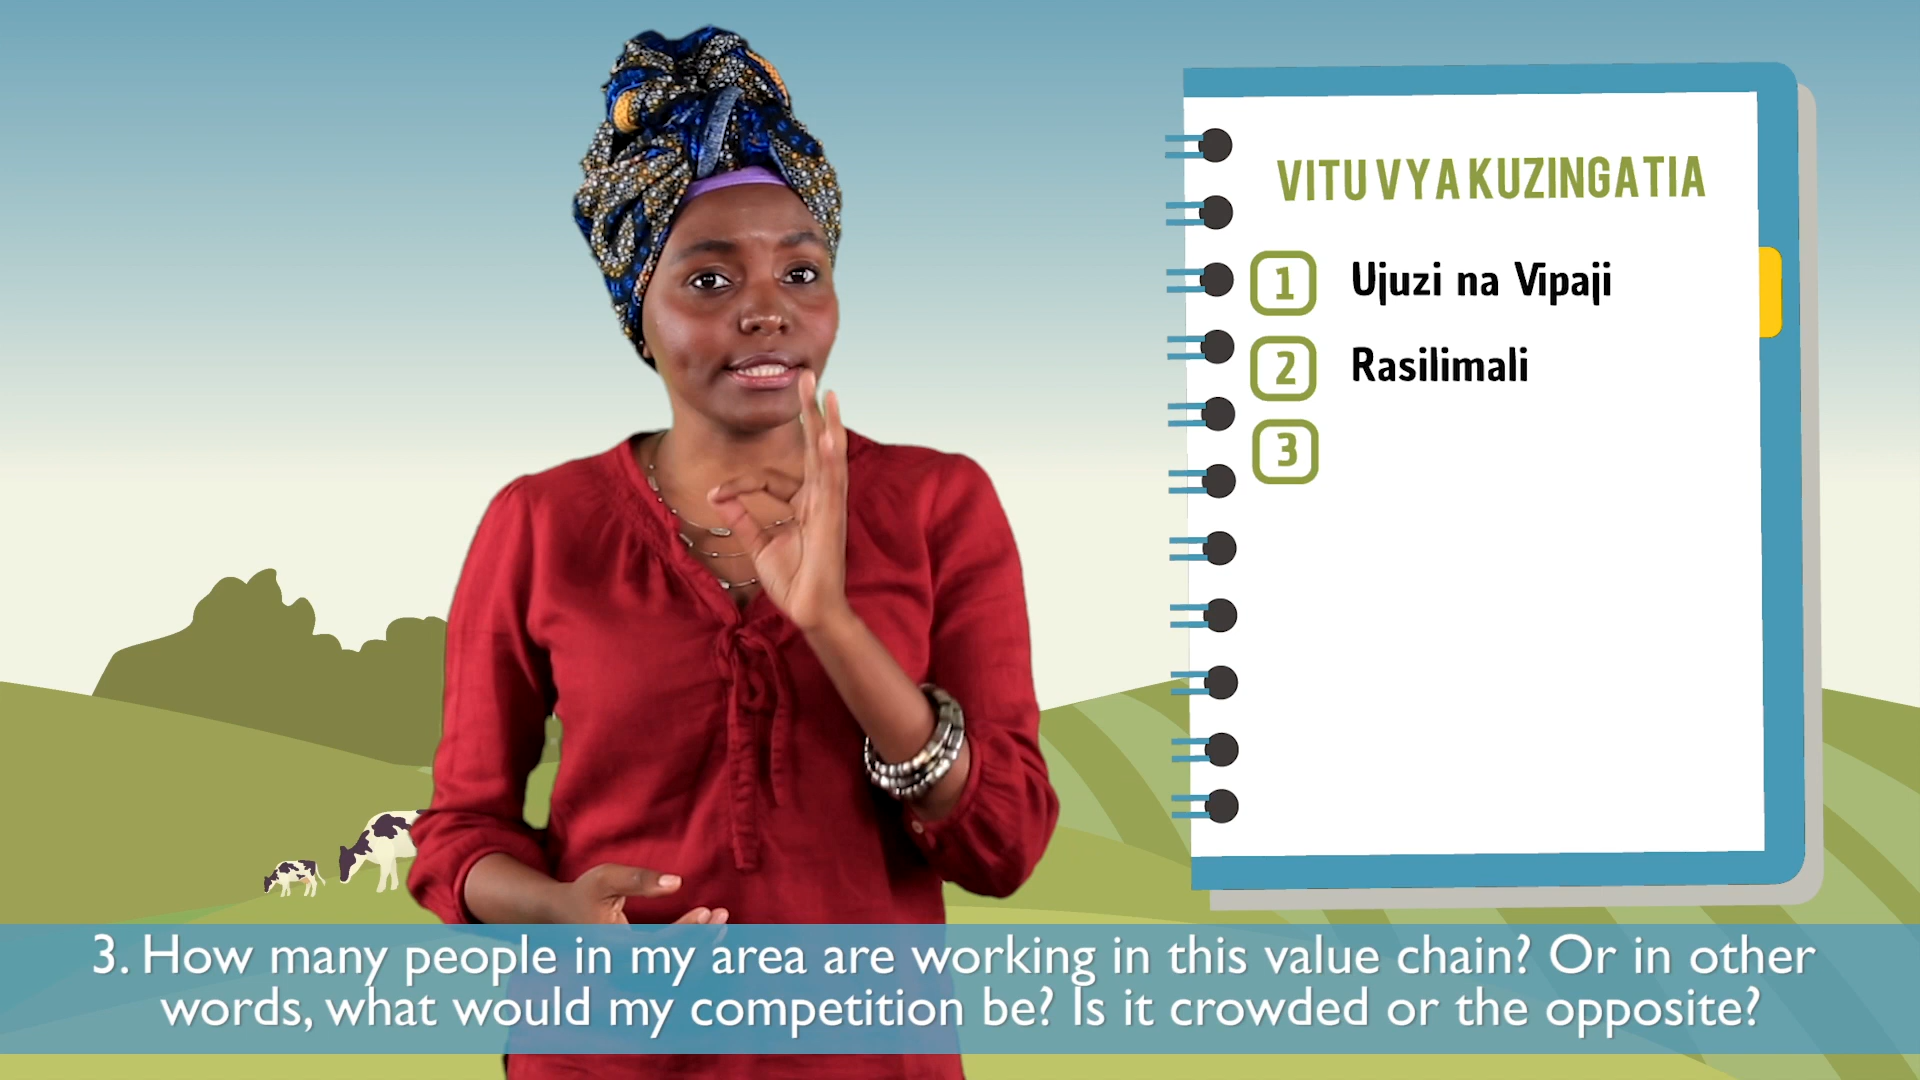 VITU VYA KUZINGATIA
1 Ujuzi na Vipaji
2 Rasilimali
3
3. How many people in my area are working in this value chain? Or in other
words, what would my competition be? Is it crowded or the opposite?